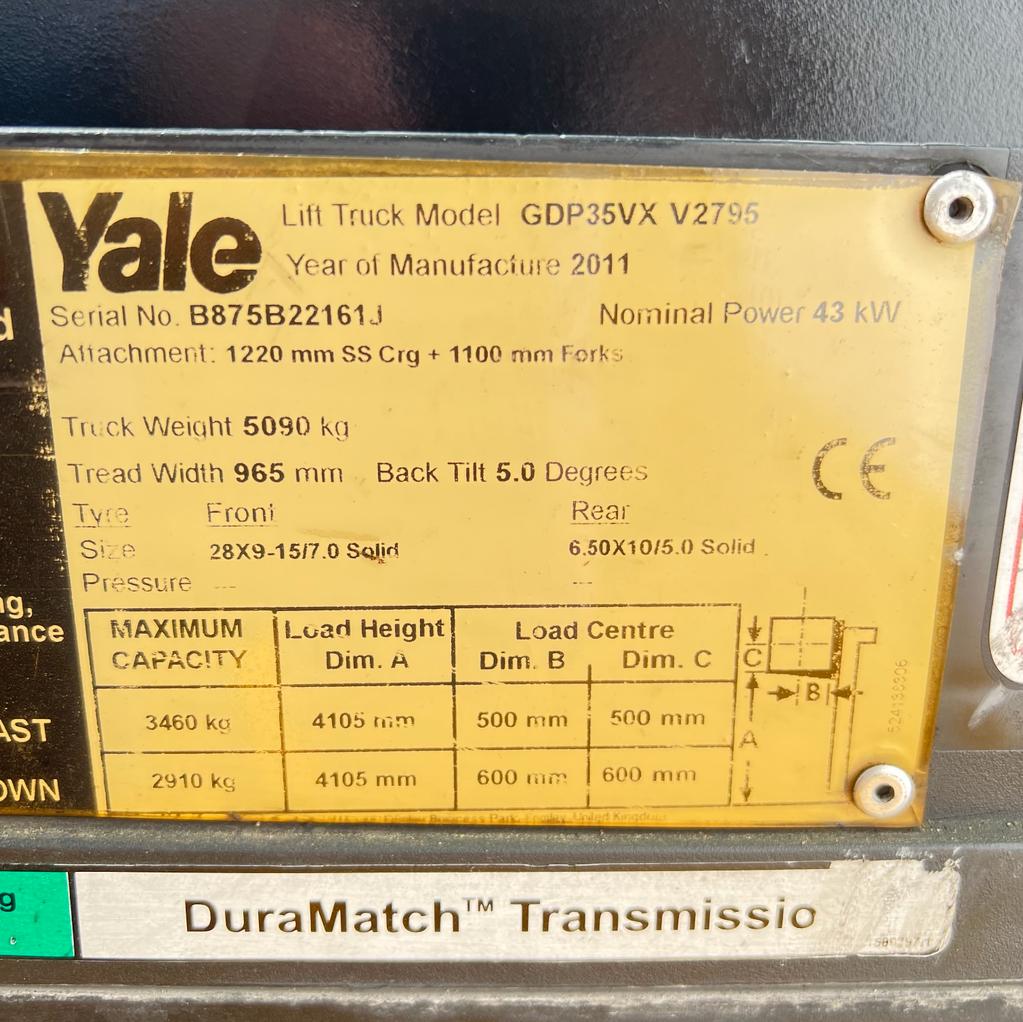 Yale
Lift Truck Model GDP35VX V2795
Year of Manufacture 2011
Serial No. B875B22161J Nominal Power 43 kW
Attachment: 1220 mm SS Crg + 1100 mm Forks
Truck Weight 5090 kg
Tread Width 965 mm Back Tilt 5.0 Degrees
CE
Tyre Front Rear
Size 28X9-15/7.0 Solid 6.50X10/5.0 Solid
Pressure --- ---
MAXIMUM CAPACITY Load Height Dim. A Load Centre Dim. B Dim. C
3460 kg 4105 mm 500 mm 500 mm
2910 kg 4105 mm 600 mm 600 mm
C
B
A
Business Park, United Kingdom
d
ng,
ance
AST
OWN
g
DuraMatch™ Transmissio